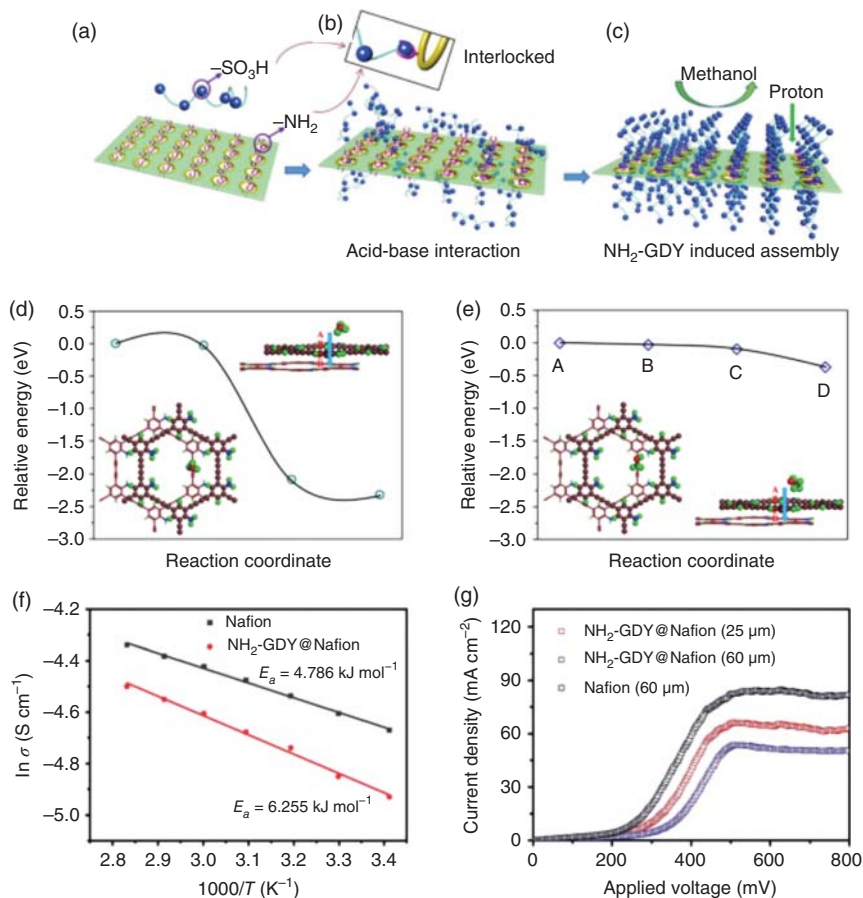 (a)
–SO₃H
–NH₂
(b)
Interlocked
Acid-base interaction
(c)
Methanol
Proton
NH₂-GDY induced assembly
(d)
Relative energy (eV)
0.5
0.0
–0.5
–1.0
–1.5
–2.0
–2.5
–3.0
A
B
Reaction coordinate
(e)
Relative energy (eV)
0.5
0.0
–0.5
–1.0
–1.5
–2.0
–2.5
–3.0
A
B
C
D
Reaction coordinate
(f)
ln σ (S cm⁻¹)
–4.2
–4.4
–4.6
–4.8
–5.0
Nafion
NH₂-GDY@Nafion
Eₐ = 4.786 kJ mol⁻¹
Eₐ = 6.255 kJ mol⁻¹
2.8 2.9 3.0 3.1 3.2 3.3 3.4
1000/T (K⁻¹)
(g)
Current density (mA cm⁻²)
120
90
60
30
0
NH₂-GDY@Nafion (25 μm)
NH₂-GDY@Nafion (60 μm)
Nafion (60 μm)
0 200 400 600 800
Applied voltage (mV)